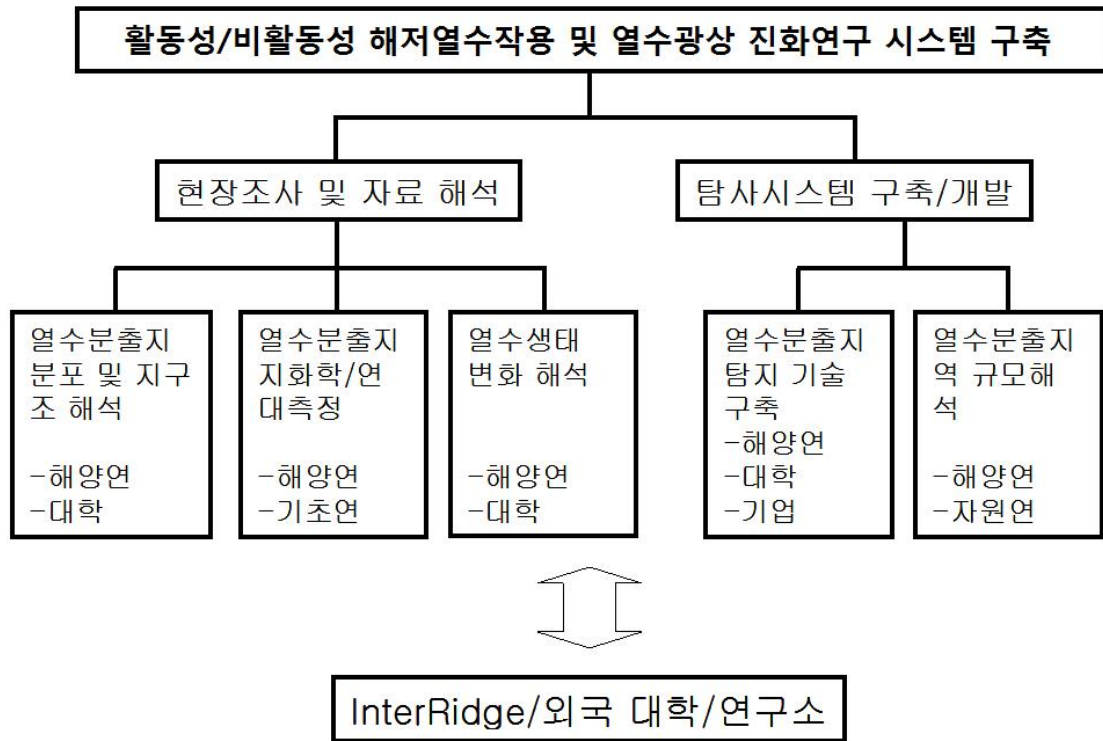 활동성/비활동성 해저열수작용 및 열수광상 진화연구 시스템 구축
현장조사 및 자료 해석
탐사시스템 구축/개발
열수분출지
분포 및 지구
조 해석
-해양연
-대학
열수분출지
지화학/연
대측정
-해양연
-기초연
열수생태
변화 해석
-해양연
-대학
열수분출지
탐지 기술
구축
-해양연
-대학
-기업
열수분출지
역 규모해
석
-해양연
-자원연
InterRidge/외국 대학/연구소